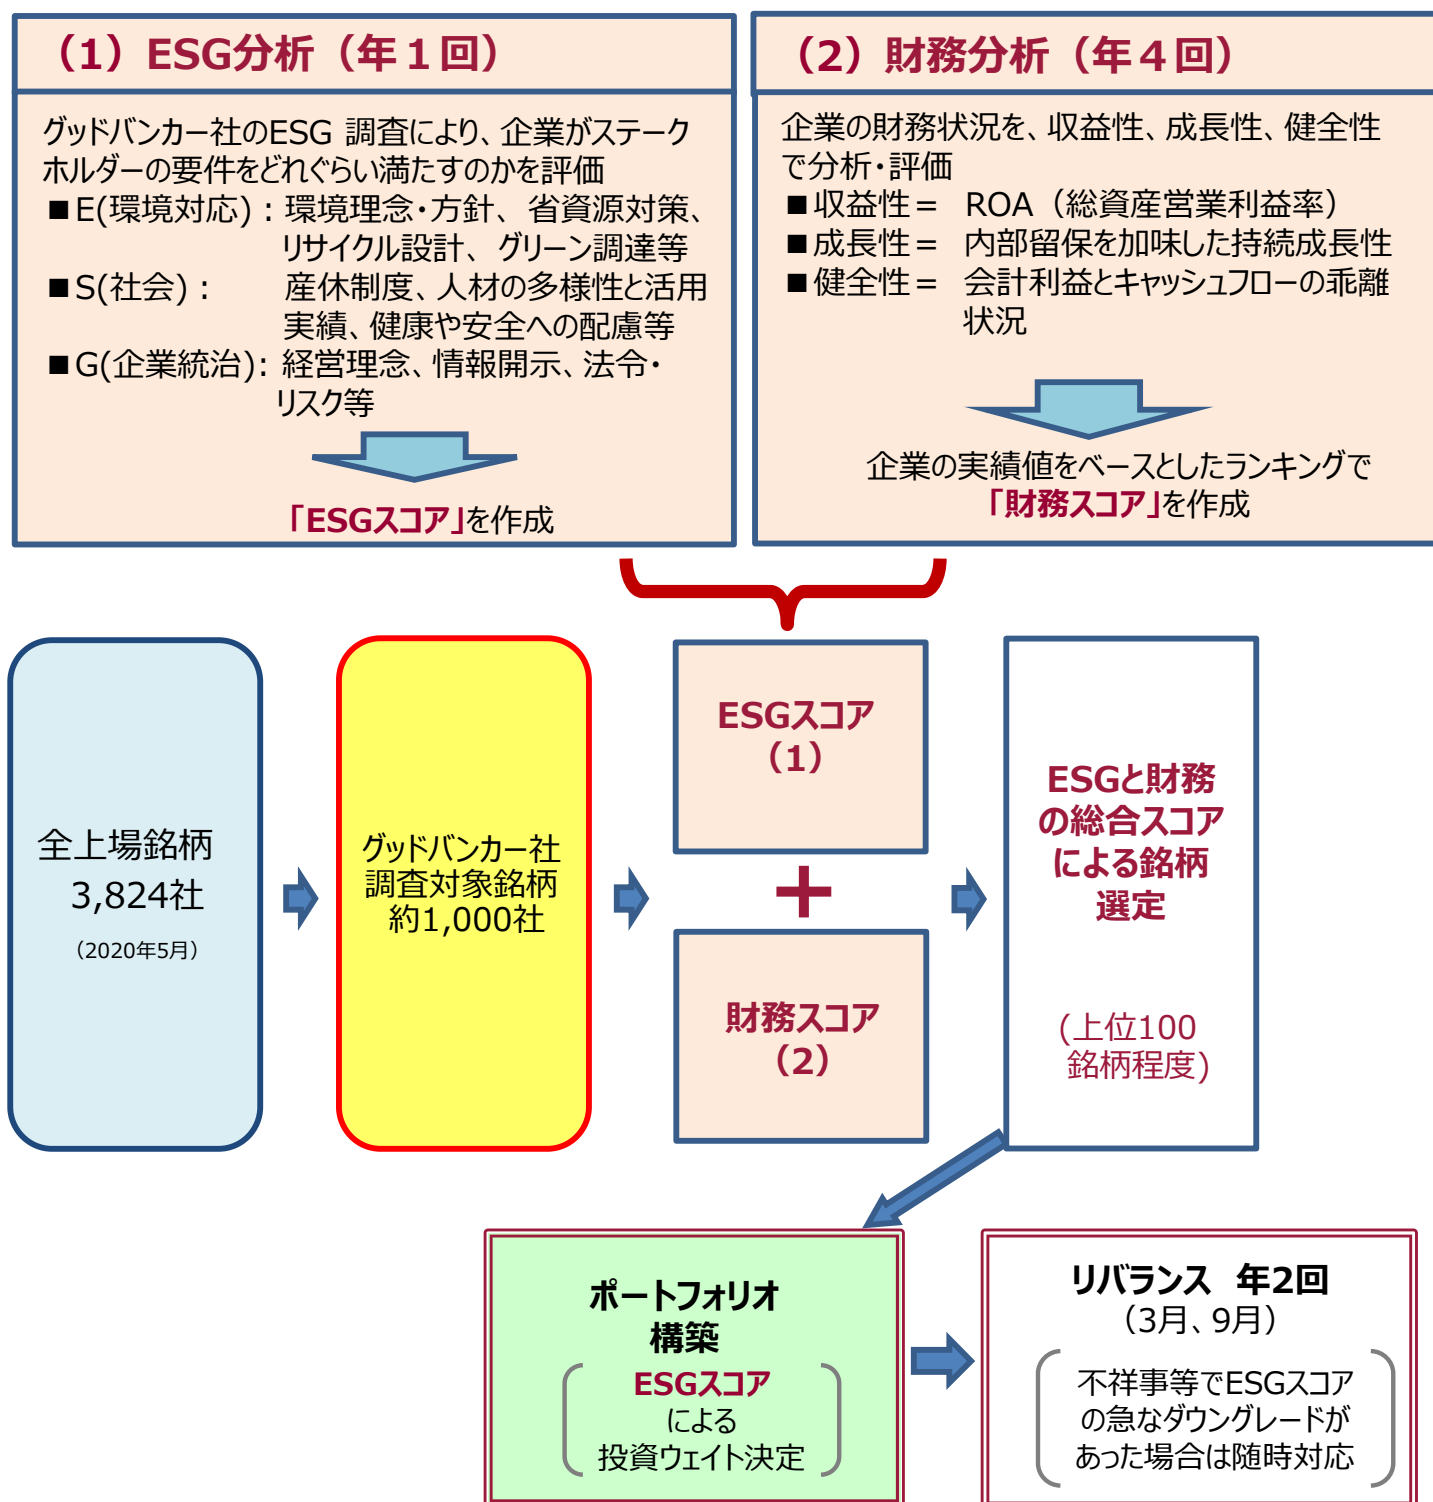 （1）ESG分析（年１回）
グッドバンカー社のESG 調査により、企業がステーク
ホルダーの要件をどれぐらい満たすのかを評価
■E(環境対応)：環境理念・方針、 省資源対策、
リサイクル設計、 グリーン調達等
■S(社会)： 産休制度、人材の多様性と活用
実績、健康や安全への配慮等
■G(企業統治)：経営理念、情報開示、法令・
リスク等
「ESGスコア」を作成
（2）財務分析（年４回）
企業の財務状況を、収益性、成長性、健全性
で分析・評価
■収益性＝ ROA（総資産営業利益率）
■成長性＝ 内部留保を加味した持続成長性
■健全性＝ 会計利益とキャッシュフローの乖離
状況
企業の実績値をベースとしたランキングで
「財務スコア」を作成
全上場銘柄
3,824社
（2020年5月）
グッドバンカー社
調査対象銘柄
約1,000社
ESGスコア
（1）
＋
財務スコア
（2）
ESGと財務
の総合スコア
による銘柄
選定
(上位100
銘柄程度)
ポートフォリオ
構築
ESGスコア
による
投資ウェイト決定
リバランス 年2回
（3月、9月）
不祥事等でESGスコア
の急なダウングレードが
あった場合は随時対応